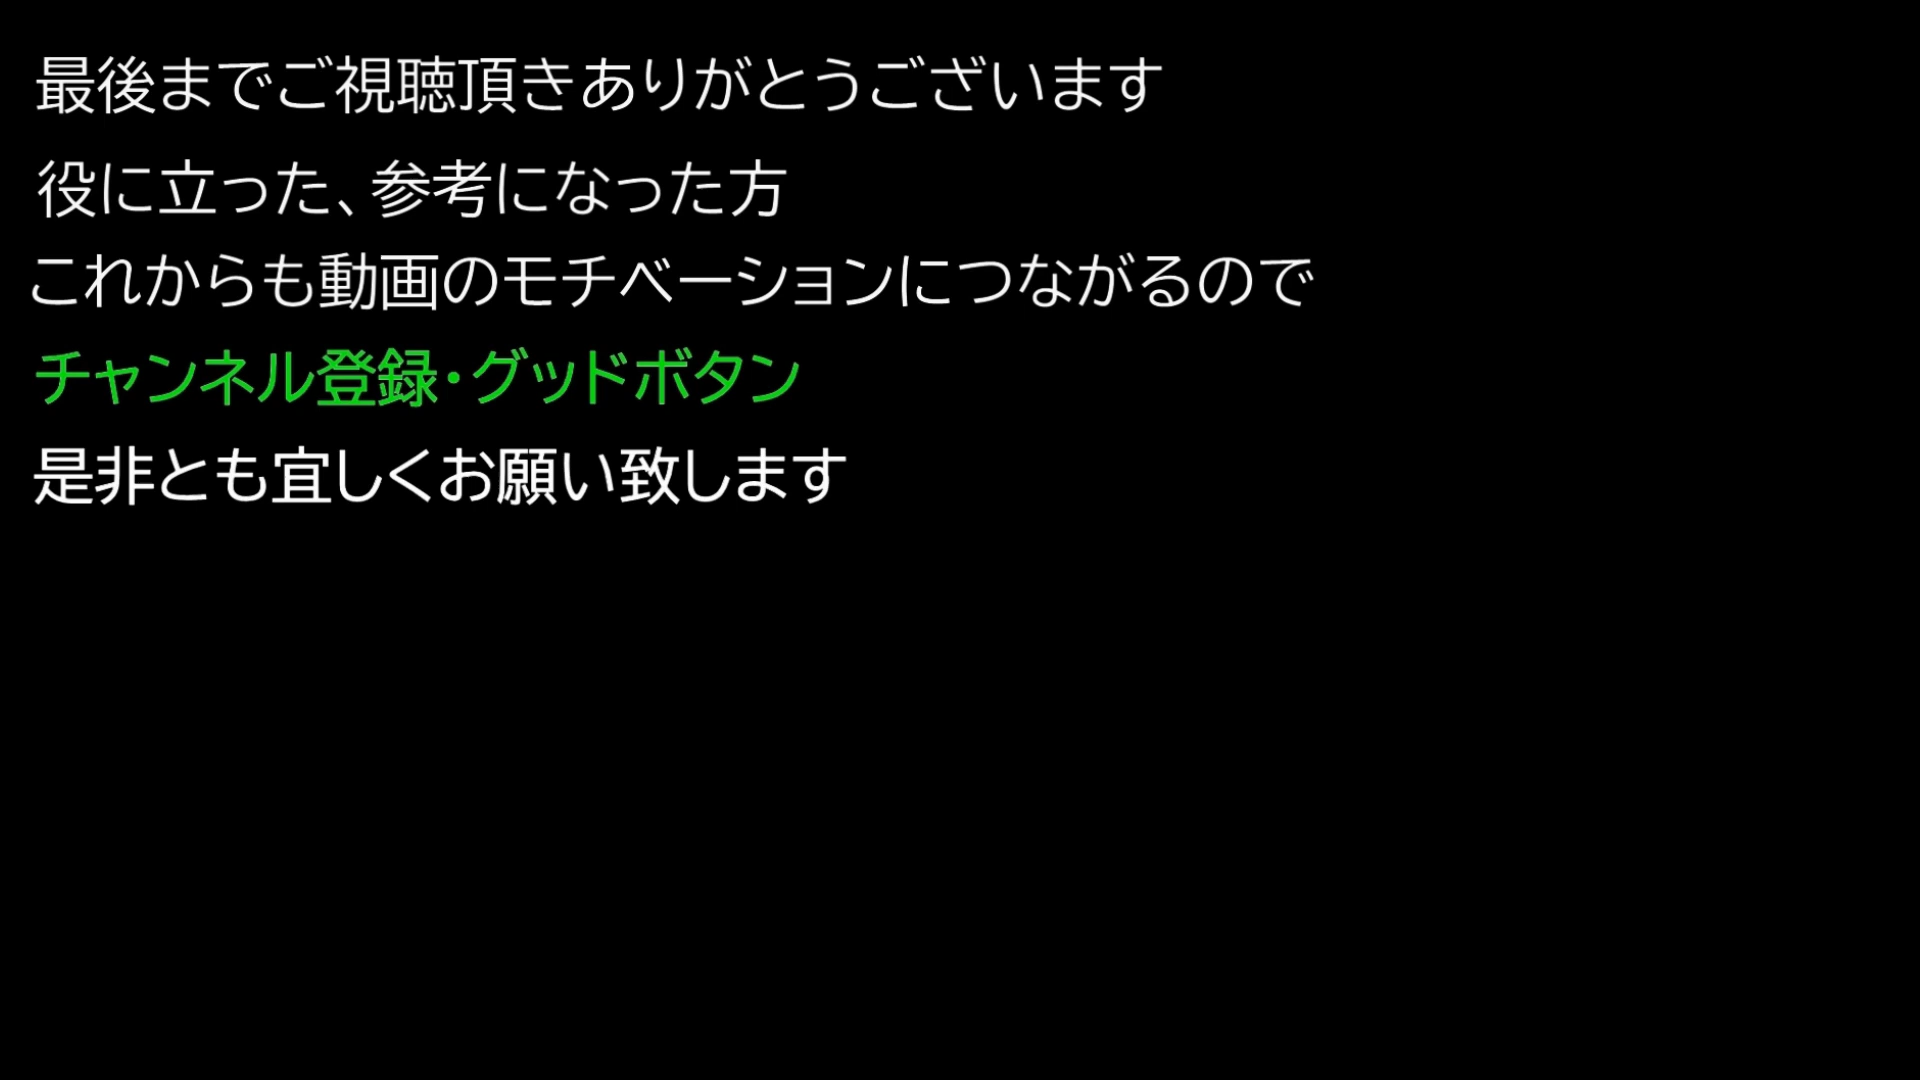 最後までご視聴頂きありがとうございます
役に立った、参考になった方
これからも動画のモチベーションにつながるので
チャンネル登録・グッドボタン
是非とも宜しくお願い致します